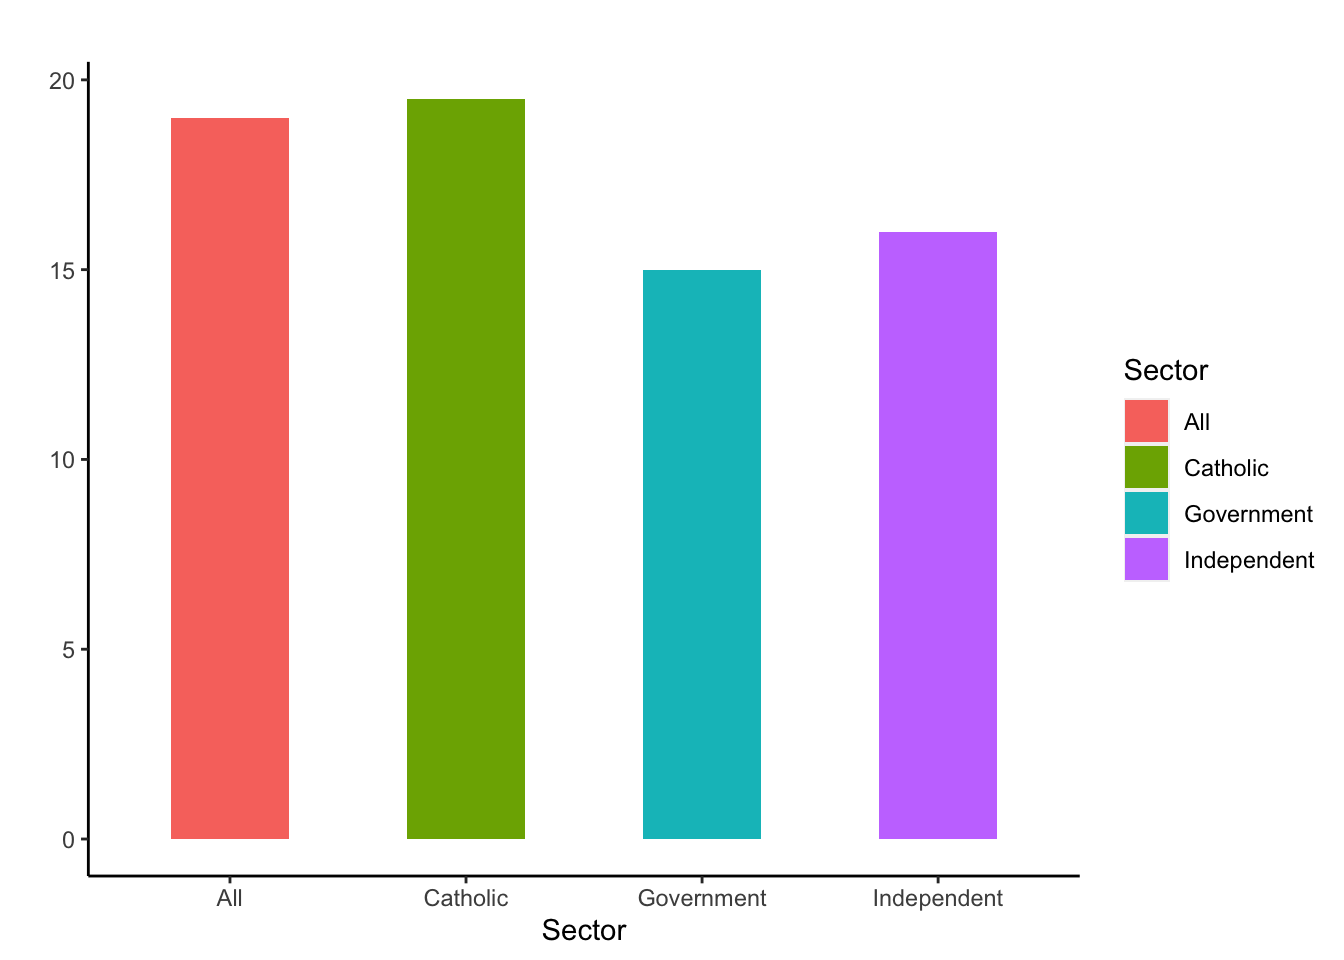 20
15
10
5
0
All
Catholic
Government
Independent
Sector
Sector
All
Catholic
Government
Independent